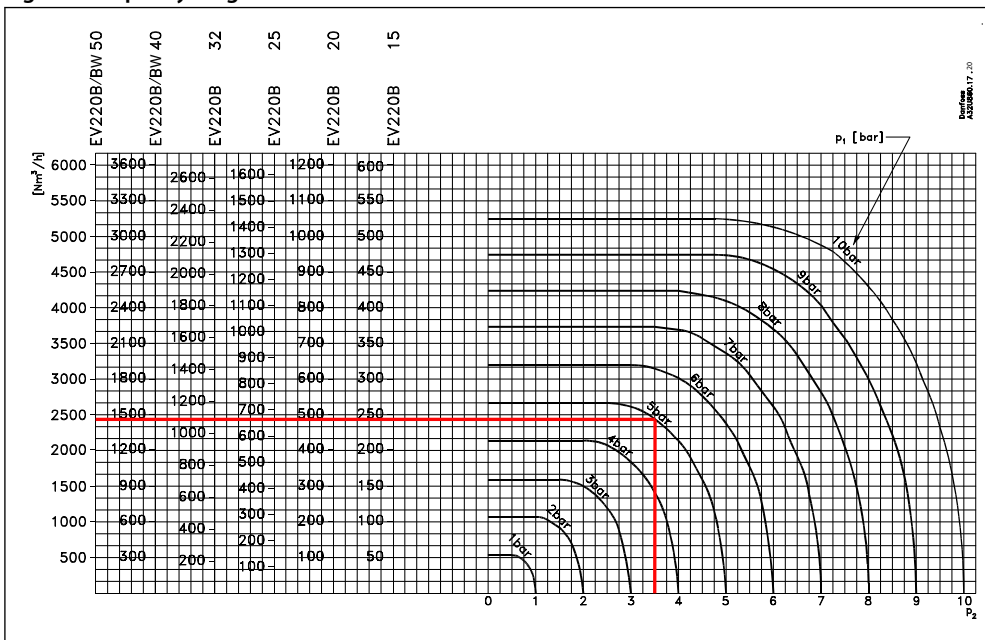 EV220B/BW 50
EV220B/BW 40
EV220B 32
EV220B 25
EV220B 20
EV220B 15
Danfoss
p₁ [bar]
[Nm³/h]
6000 3600 2600 1600 1200 600
5500 3300 2400 1500 1100 550
5000 3000 2200 1400 1000 500
4500 2700 2000 1300 900 450
1200
4000 2400 1800 1100 800 400
3500 2100 1600 1000 700 350
900
3000 1800 1400 800 600 300
2500 1500 1200 700 500 250
1000 600
2000 1200 800 500 400 200
1500 900 600 400 300 150
300
1000 600 400 200 200 100
500 300 200 100 100 50
10bar
9bar
8bar
7bar
6bar
5bar
4bar
3bar
2bar
1bar
0 1 2 3 4 5 6 7 8 9 10
P₂